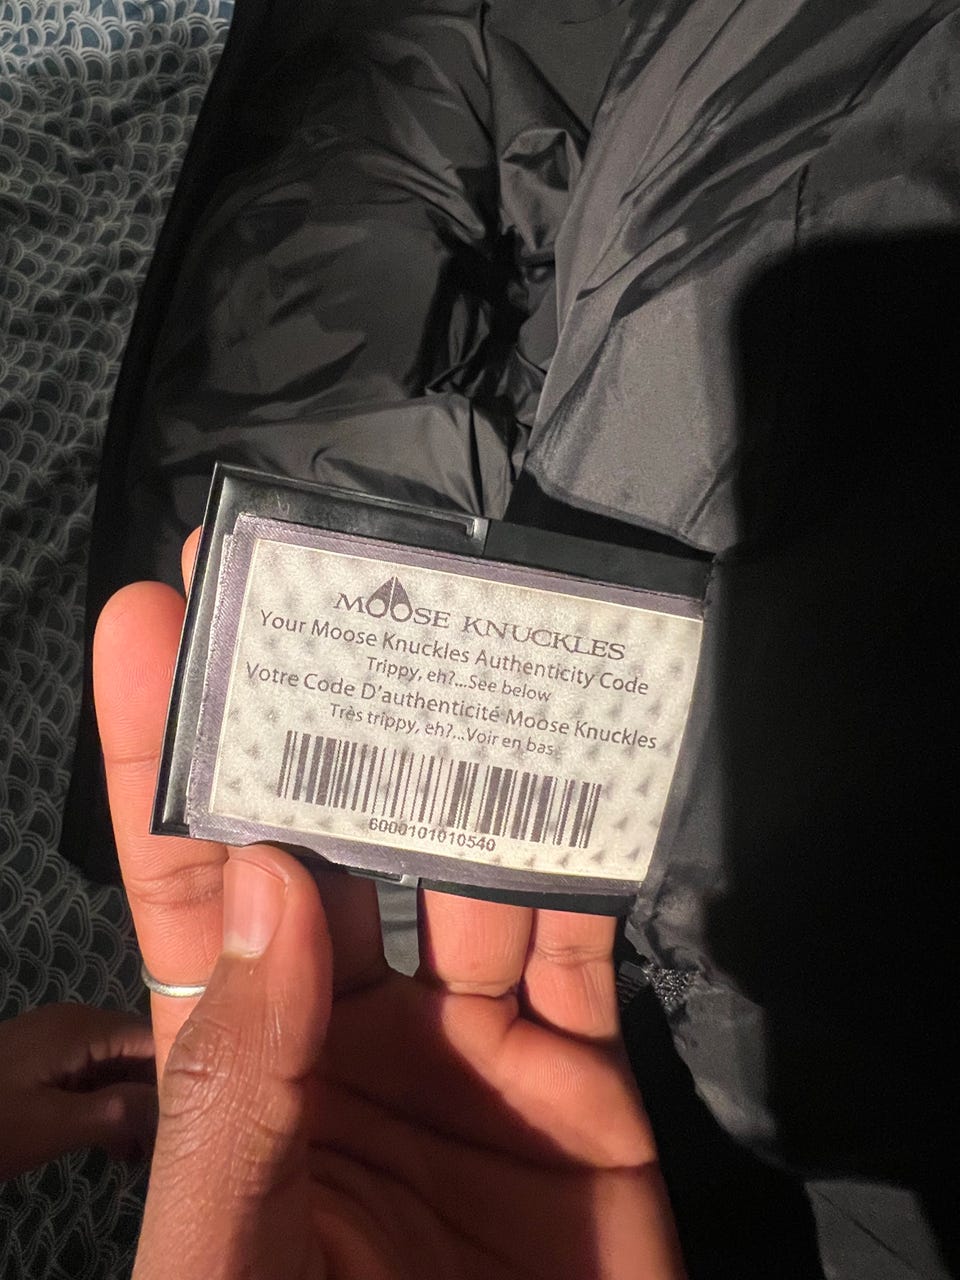 MOOSE KNUCKLES
Your Moose Knuckles Authenticity Code
Trippy, eh?...See below
Votre Code D'authenticité Moose Knuckles
Très trippy, eh?...Voir en bas
6000101010540